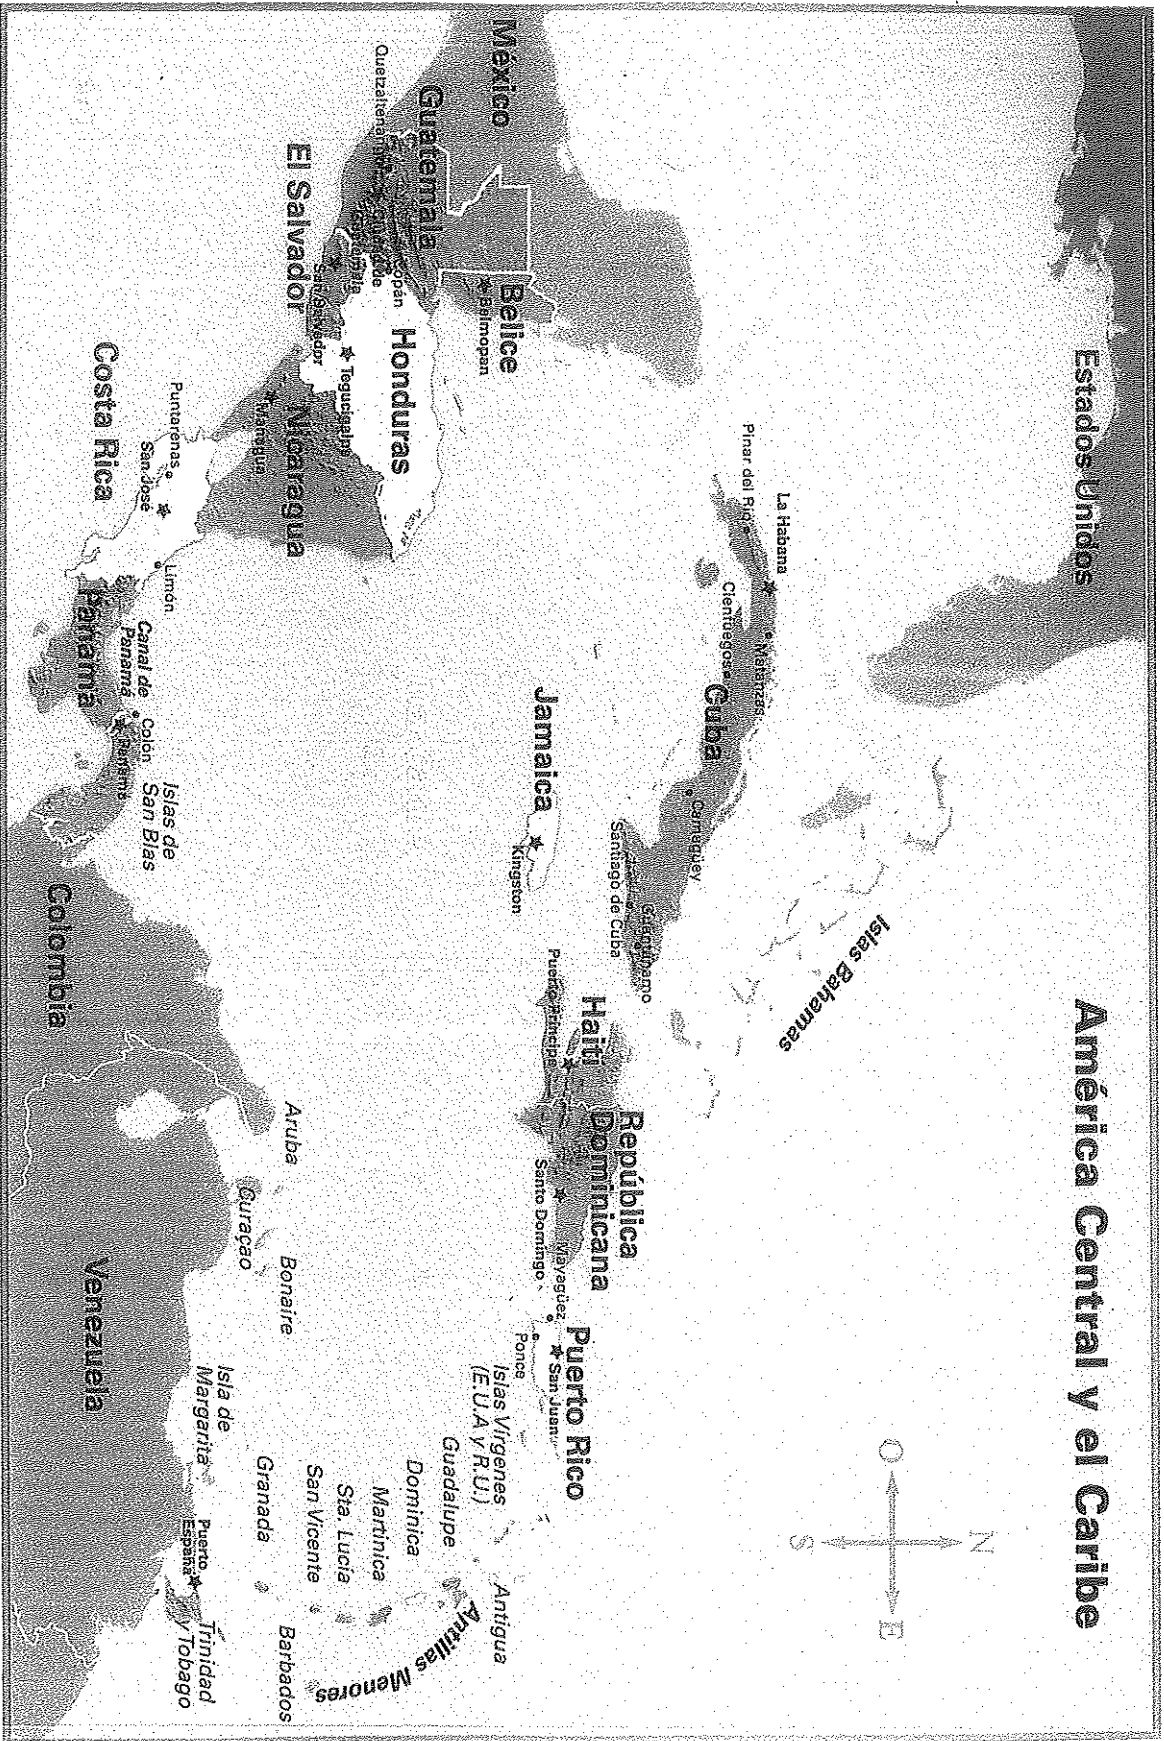 América Central y el Caribe
N
O
E
S
Estados Unidos
Islas Bahamas
La Habana
Matanzas
Pinar del Río
Cienfuegos
Cuba
Camagüey
Guantánamo
Santiago de Cuba
México
Belice
Belmopan
Guatemala
Quetzaltenango
Copán
Honduras
Tegucigalpa
El Salvador
San Salvador
Nicaragua
Managua
Costa Rica
Puntarenas
San José
Limón
Panamá
Canal de
Panamá
Colón
Panamá
Islas de
San Blas
Jamaica
Kingston
Haití
Puerto Príncipe
República
Dominicana
Santo Domingo
Puerto Rico
Mayagüez
San Juan
Ponce
Islas Vírgenes
(E.U.A y R.U.)
Antigua
Guadalupe
Dominica
Martinica
Sta. Lucía
San Vicente
Granada
Barbados
Antillas Menores
Aruba
Curaçao
Bonaire
Isla de
Margarita
Puerto
España
Trinidad
y Tobago
Colombia
Venezuela